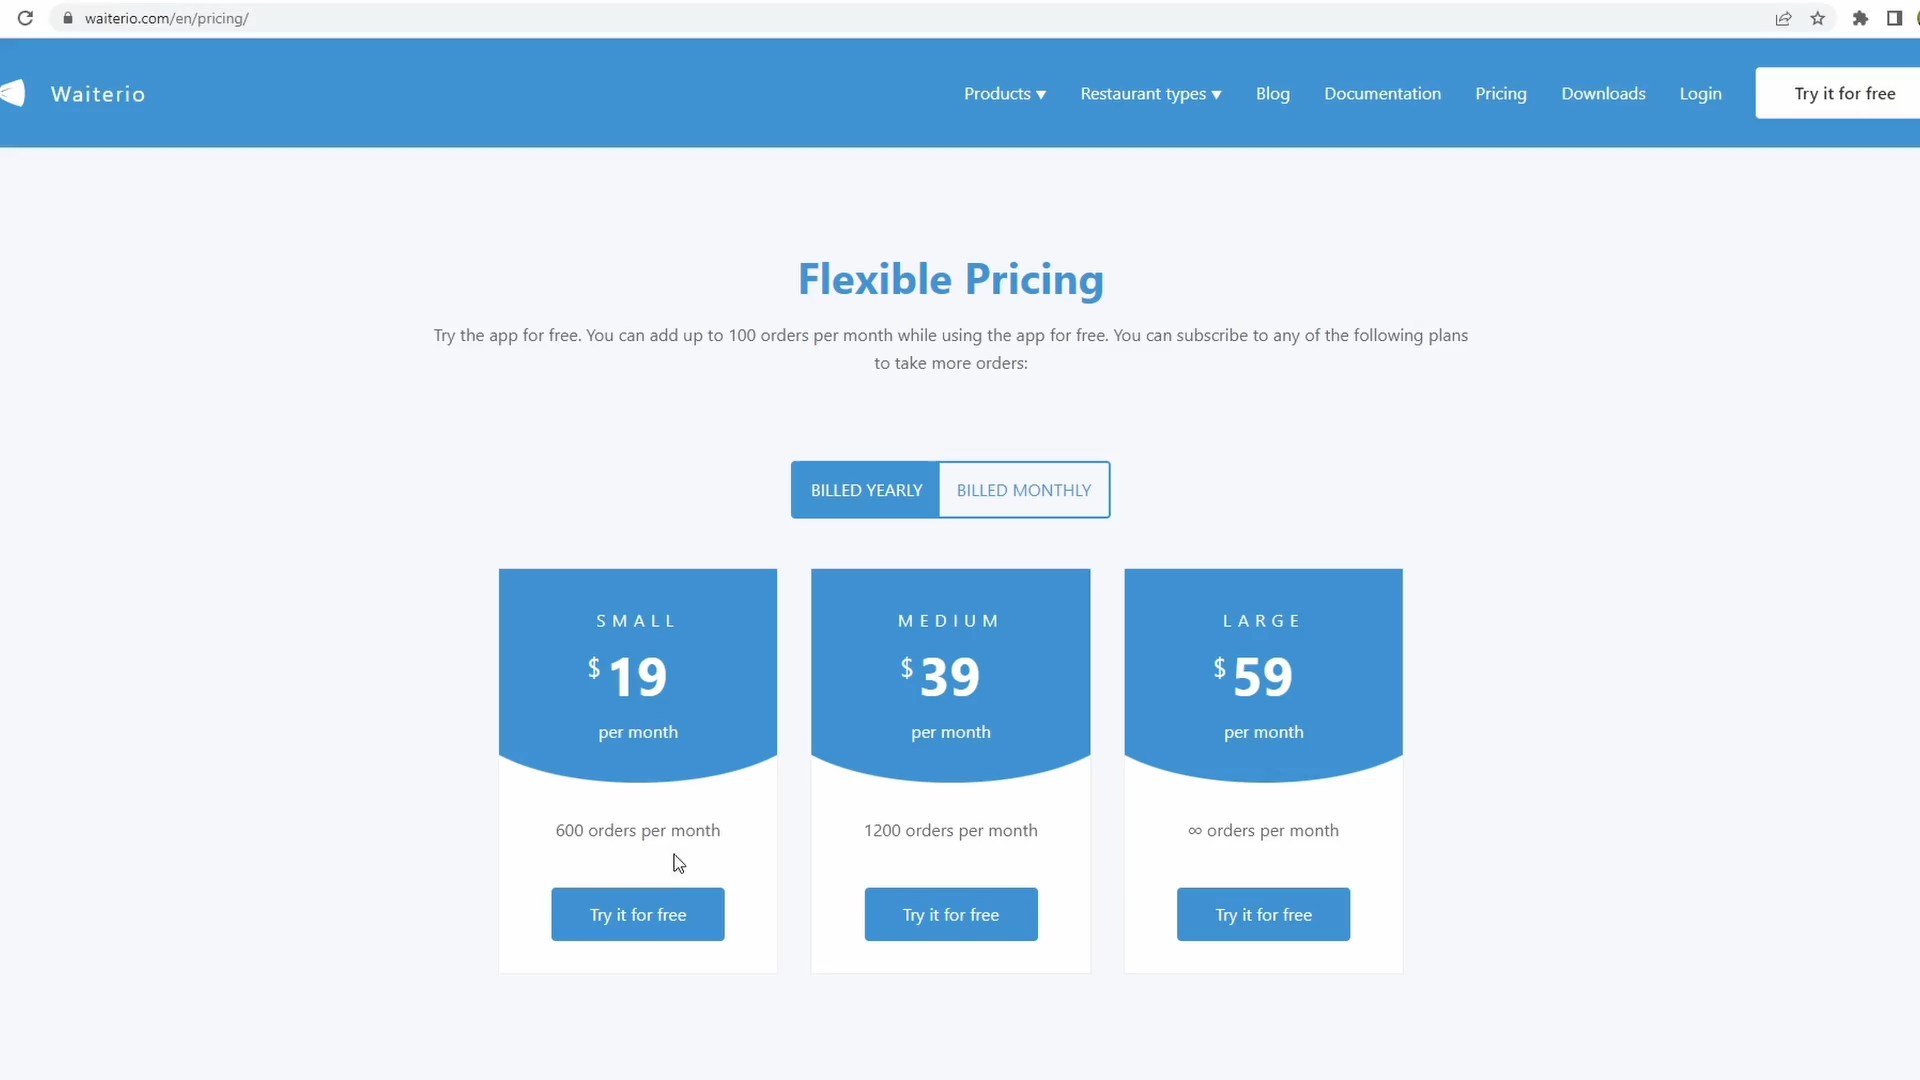 waiterio.com/en/pricing/
Waiterio
Products ▾ Restaurant types ▾ Blog Documentation Pricing Downloads Login Try it for free
Flexible Pricing
Try the app for free. You can add up to 100 orders per month while using the app for free. You can subscribe to any of the following plans
to take more orders:
BILLED YEARLY BILLED MONTHLY
SMALL
$19
per month
600 orders per month
Try it for free
MEDIUM
$39
per month
1200 orders per month
Try it for free
LARGE
$59
per month
∞ orders per month
Try it for free